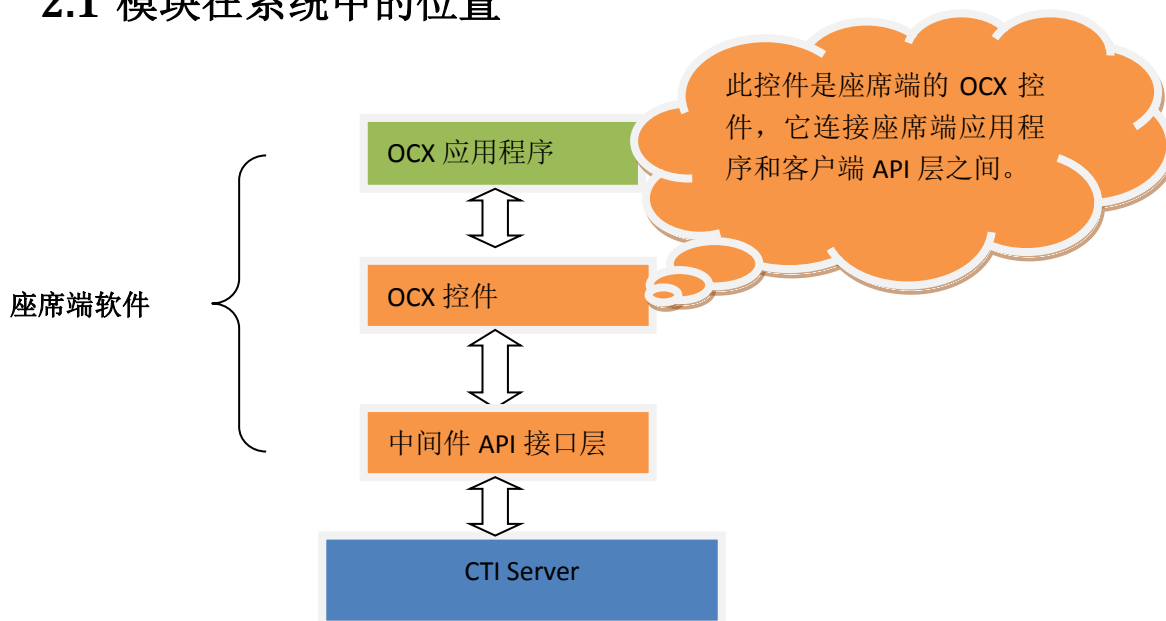 2.1 模块在系统中的位置
此控件是座席端的 OCX 控
件，它连接座席端应用程
序和客户端 API 层之间。
OCX 应用程序
OCX 控件
座席端软件
中间件 API 接口层
CTI Server